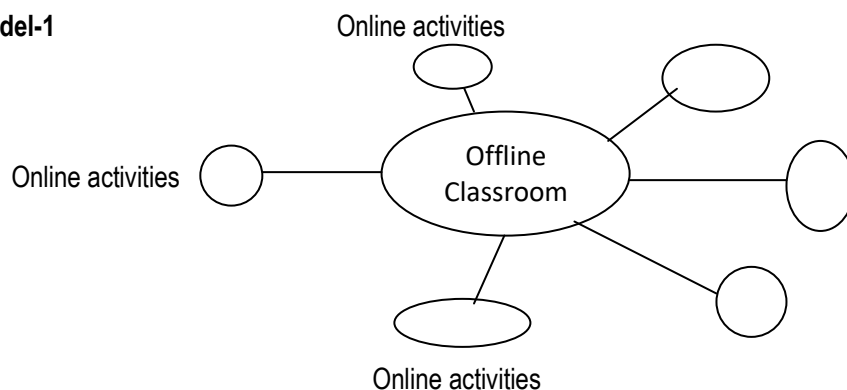 del-1
Online activities
Offline
Classroom
Online activities
Online activities